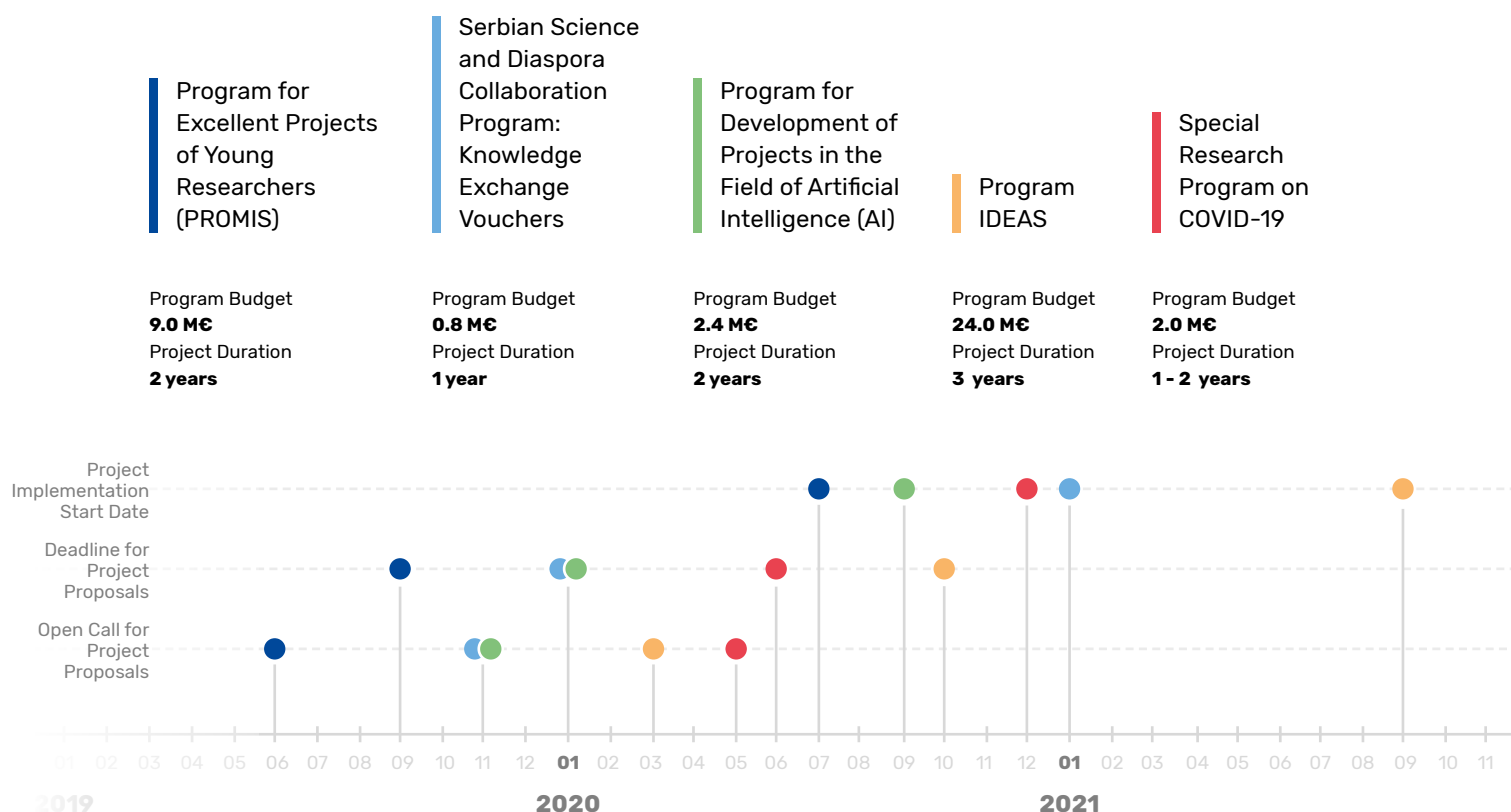 Program for
Excellent Projects
of Young
Researchers
(PROMIS)
Serbian Science
and Diaspora
Collaboration
Program:
Knowledge
Exchange
Vouchers
Program for
Development of
Projects in the
Field of Artificial
Intelligence (AI)
Program
IDEAS
Special
Research
Program on
COVID-19
Program Budget
9.0 M€
Project Duration
2 years
Program Budget
0.8 M€
Project Duration
1 year
Program Budget
2.4 M€
Project Duration
2 years
Program Budget
24.0 M€
Project Duration
3 years
Program Budget
2.0 M€
Project Duration
1 - 2 years
Project
Implementation
Start Date
Deadline for
Project
Proposals
Open Call for
Project
Proposals
01 02 03 04 05 06 07 08 09 10 11 12 01 02 03 04 05 06 07 08 09 10 11 12 01 02 03 04 05 06 07 08 09 10 11
2019 2020 2021